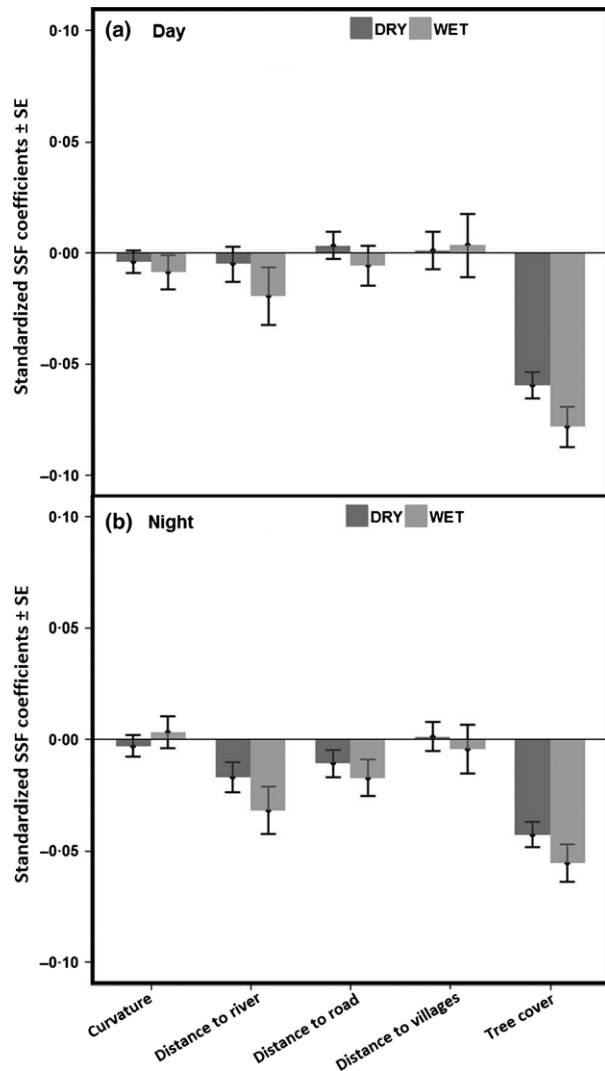 (a) Day
DRY WET
Standardized SSF coefficients ± SE
0·10
0·05
0·00
−0·05
−0·10
(b) Night
DRY WET
Standardized SSF coefficients ± SE
0·10
0·05
0·00
−0·05
−0·10
Curvature
Distance to river
Distance to road
Distance to villages
Tree cover